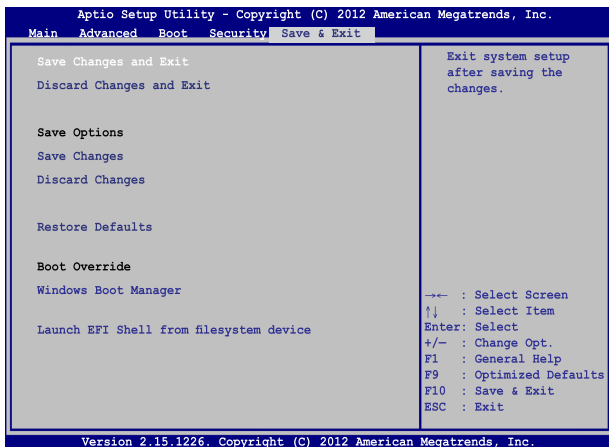 Aptio Setup Utility - Copyright (C) 2012 American Megatrends, Inc.
Main Advanced Boot Security Save & Exit
Save Changes and Exit
Discard Changes and Exit
Save Options
Save Changes
Discard Changes
Restore Defaults
Boot Override
Windows Boot Manager
Launch EFI Shell from filesystem device
Exit system setup
after saving the
changes.
→← : Select Screen
↑↓ : Select Item
Enter: Select
+/— : Change Opt.
F1 : General Help
F9 : Optimized Defaults
F10 : Save & Exit
ESC : Exit
Version 2.15.1226. Copyright (C) 2012 American Megatrends, Inc.